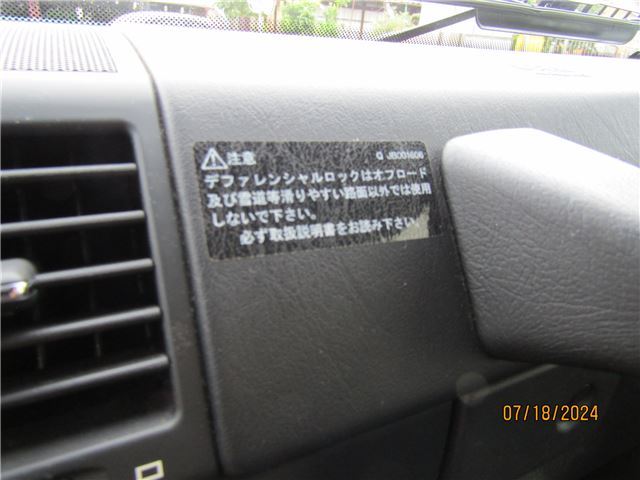 ⚠注意
デファレンシャルロックはオフロード
及び雪道等滑りやすい路面以外では使用
しないで下さい。
必ず取扱説明書をお読み下さい。
07/18/2024